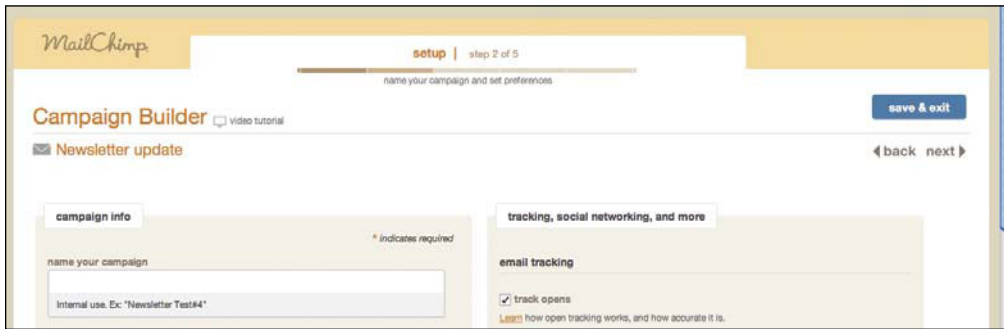 MailChimp
setup | step 2 of 5
name your campaign and set preferences
Campaign Builder video tutorial
save & exit
Newsletter update
back next
campaign info
* indicates required
name your campaign
Internal use. Ex: "Newsletter Test#4"
tracking, social networking, and more
email tracking
track opens
Learn how open tracking works, and how accurate it is.